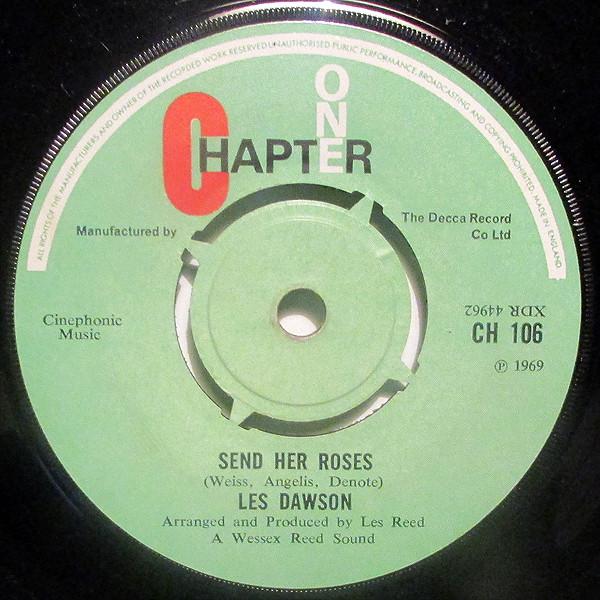 ALL RIGHTS OF THE MANUFACTURERS AND OWNER OF THE RECORDED WORK RESERVED UNAUTHORISED PUBLIC PERFORMANCE, BROADCASTING AND COPYING PROHIBITED. MADE IN ENGLAND
CHAPTER ONE
Manufactured by
The Decca Record
Co Ltd
Cinephonic
Music
XDR 44962
CH 106
℗ 1969
SEND HER ROSES
(Weiss, Angelis, Denote)
LES DAWSON
Arranged and Produced by Les Reed
A Wessex Reed Sound